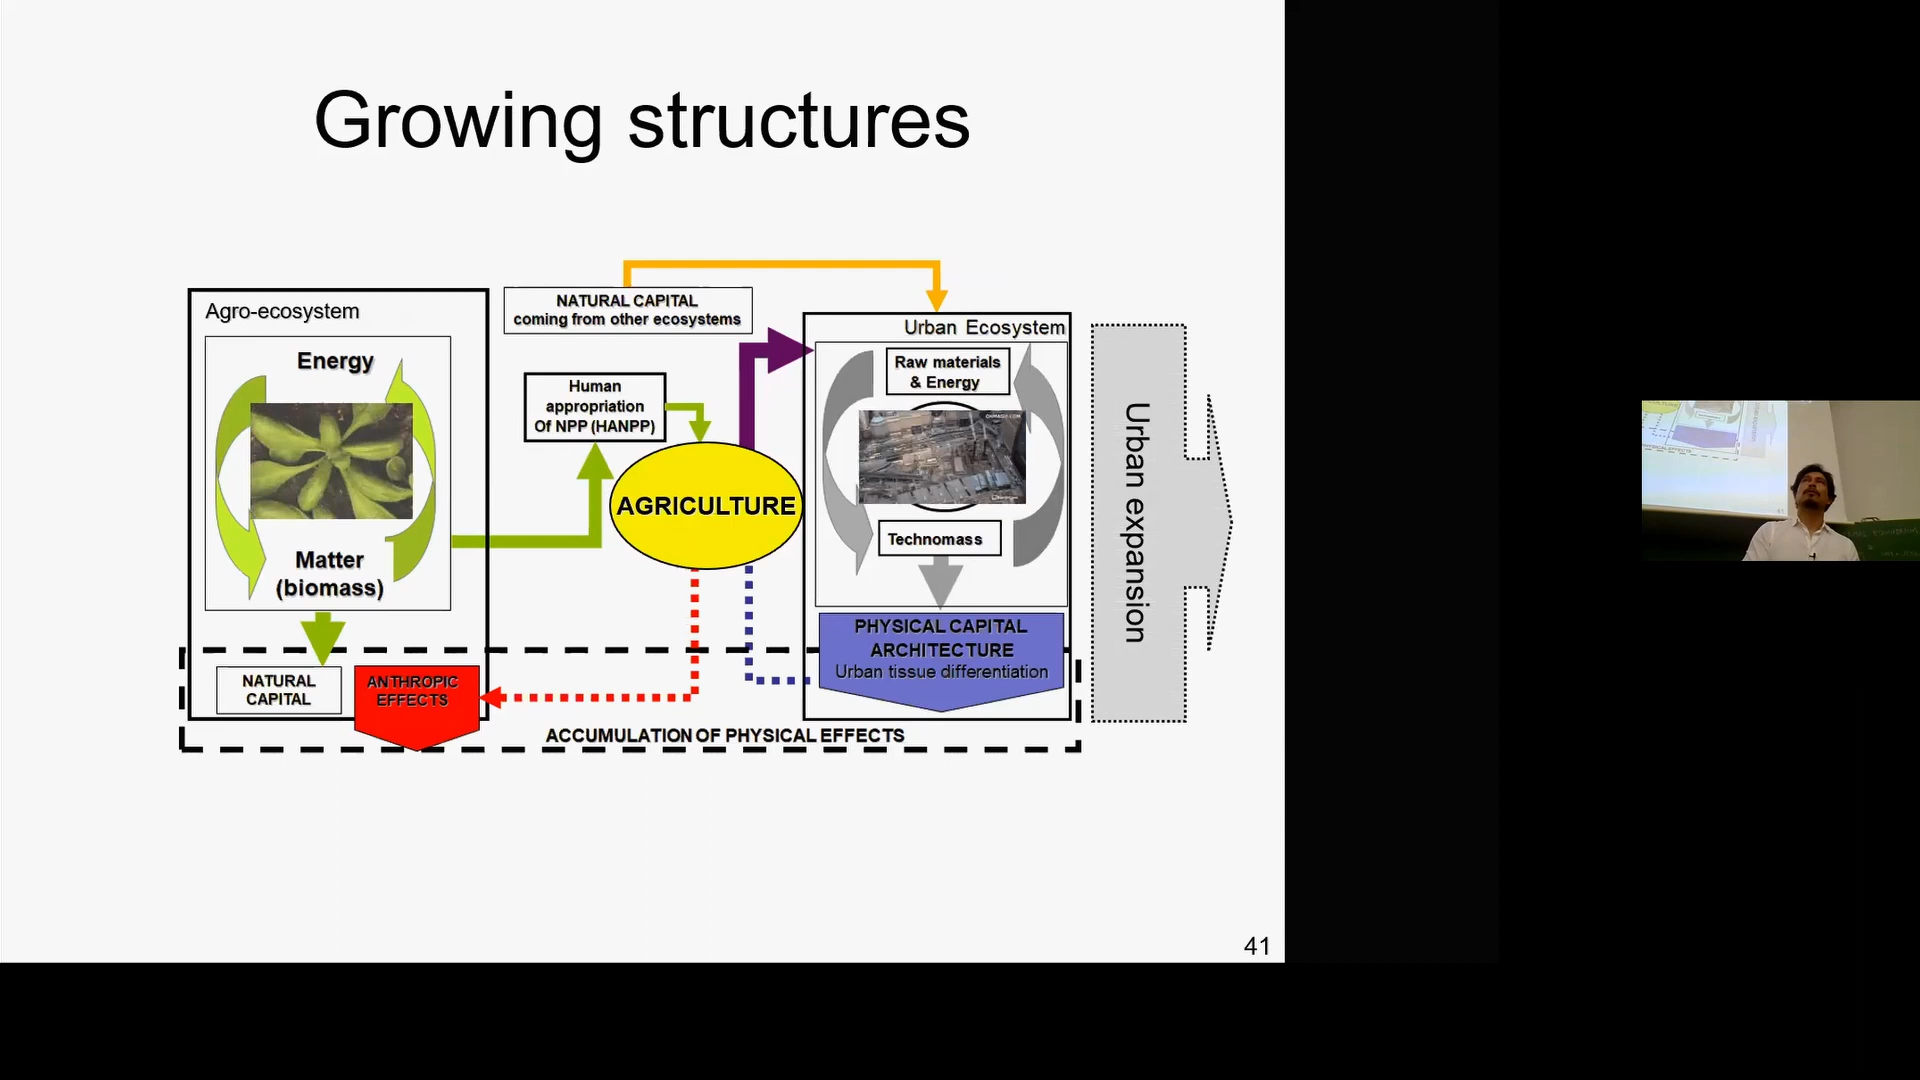 Growing structures
Agro-ecosystem
Energy
Matter
(biomass)
NATURAL
CAPITAL
ANTHROPIC
EFFECTS
NATURAL CAPITAL
coming from other ecosystems
Human
appropriation
Of NPP (HANPP)
AGRICULTURE
Urban Ecosystem
Raw materials
& Energy
Technomass
PHYSICAL CAPITAL
ARCHITECTURE
Urban tissue differentiation
ACCUMULATION OF PHYSICAL EFFECTS
Urban expansion
41